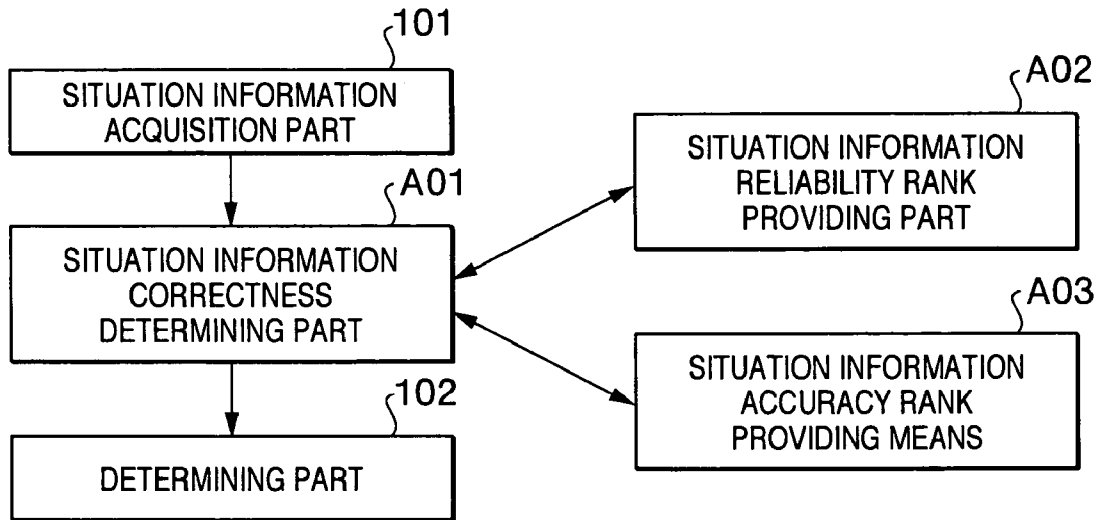 101
SITUATION INFORMATION
ACQUISITION PART
A01
SITUATION INFORMATION
CORRECTNESS
DETERMINING PART
102
DETERMINING PART
A02
SITUATION INFORMATION
RELIABILITY RANK
PROVIDING PART
A03
SITUATION INFORMATION
ACCURACY RANK
PROVIDING MEANS